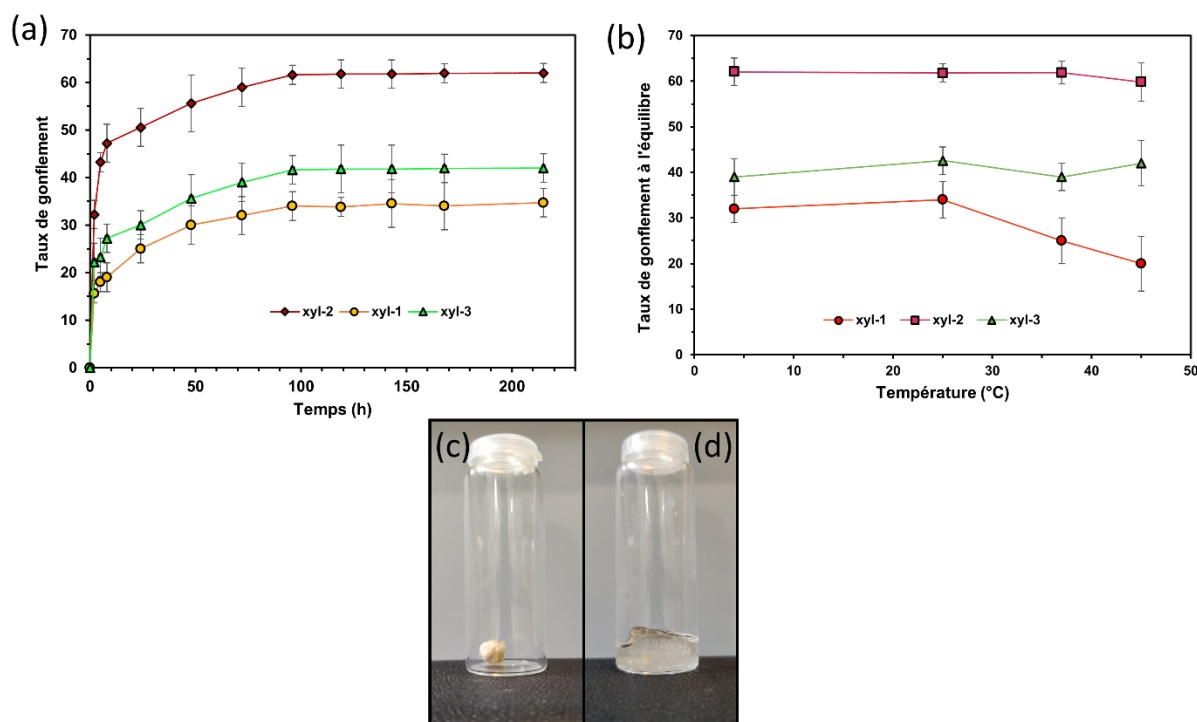 (a)
Taux de gonflement
70
60
50
40
30
20
10
0
xyl-2 xyl-1 xyl-3
0 50 100 150 200
Temps (h)
(b)
Taux de gonflement à l'équilibre
70
60
50
40
30
20
10
0
xyl-1 xyl-2 xyl-3
0 10 20 30 40 50
Température (°C)
(c)
(d)